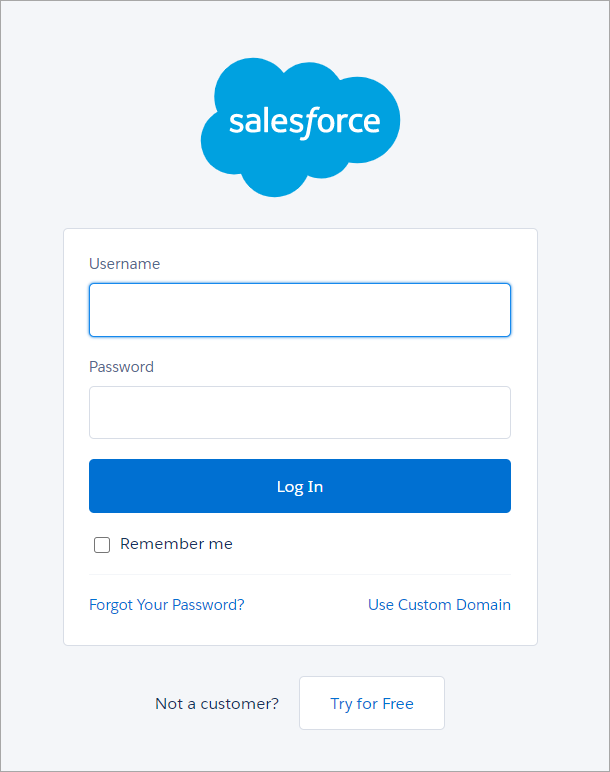 salesforce
Username
Password
Log In
Remember me
Forgot Your Password? Use Custom Domain
Not a customer? Try for Free